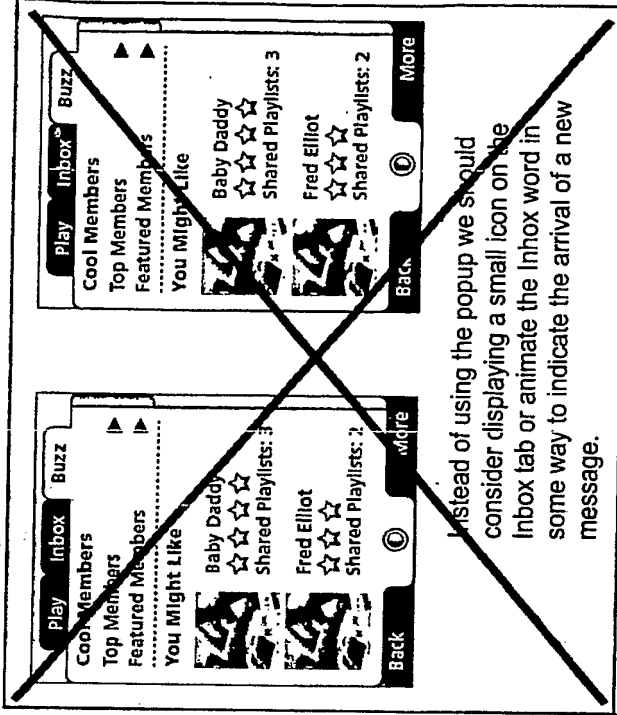 Play Inbox Buzz
Cool Members
Top Members
Featured Members
You Might Like
Baby Daddy
Shared Playlists: 3
Fred Elliot
Shared Playlists: 2
Back More
Play Inbox Buzz
Cool Members
Top Members
Featured Members
You Might Like
Baby Daddy
Shared Playlists: 3
Fred Elliot
Shared Playlists: 2
Back More
Instead of using the popup we should
consider displaying a small icon on the
Inbox tab or animate the Inhox word in
some way to indicate the arrival of a new
message.